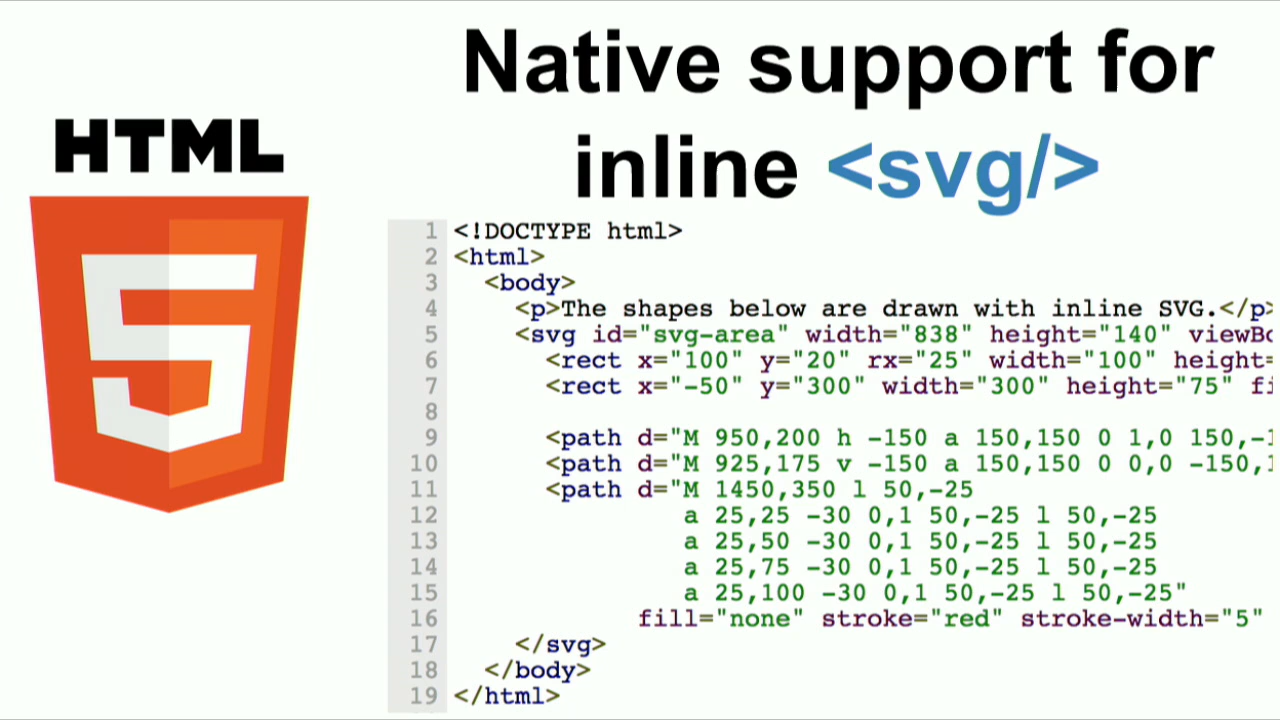 Native support for
inline <svg/>
HTML
5
1 <!DOCTYPE html>
2 <html>
3 <body>
4 <p>The shapes below are drawn with inline SVG.</p>
5 <svg id="svg-area" width="838" height="140" viewBo
6 <rect x="100" y="20" rx="25" width="100" height=
7 <rect x="-50" y="300" width="300" height="75" fi
8
9 <path d="M 950,200 h -150 a 150,150 0 1,0 150,-1
10 <path d="M 925,175 v -150 a 150,150 0 0,0 -150,1
11 <path d="M 1450,350 l 50,-25
12 a 25,25 -30 0,1 50,-25 l 50,-25
13 a 25,50 -30 0,1 50,-25 l 50,-25
14 a 25,75 -30 0,1 50,-25 l 50,-25
15 a 25,100 -30 0,1 50,-25 l 50,-25"
16 fill="none" stroke="red" stroke-width="5"
17 </svg>
18 </body>
19 </html>